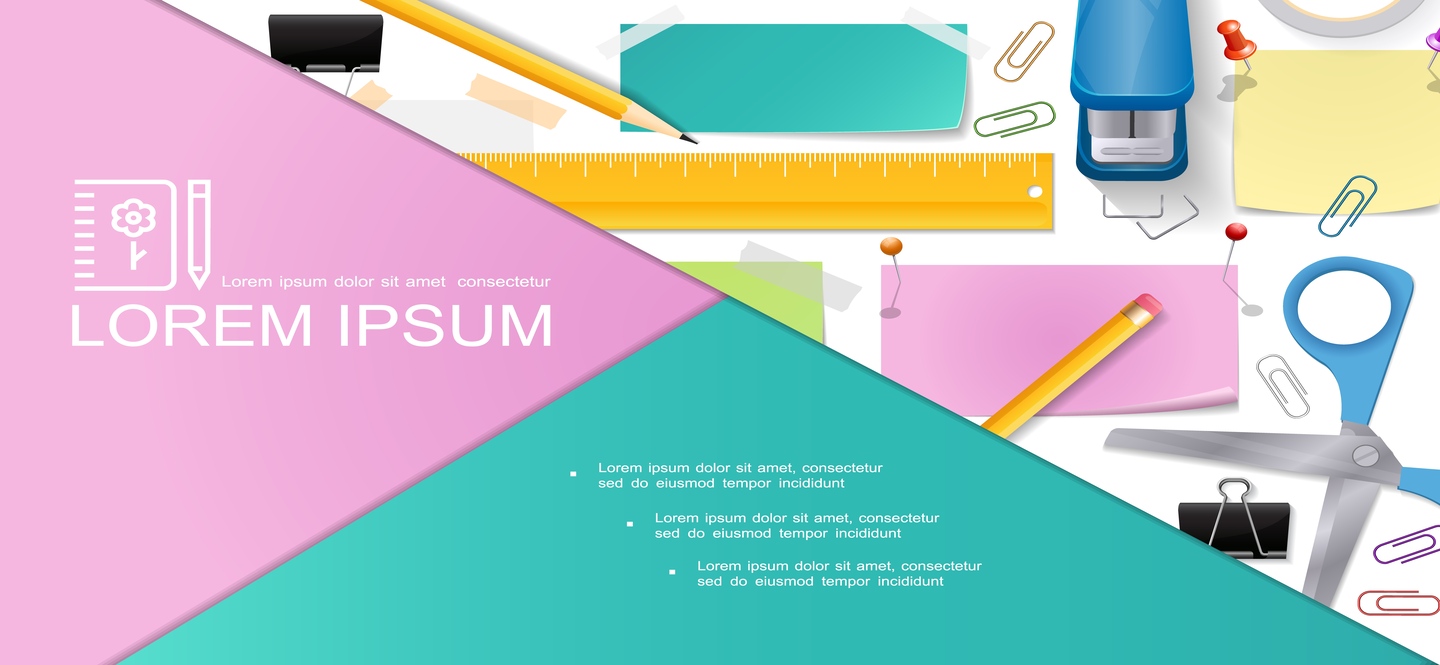 Lorem ipsum dolor sit amet consectetur
LOREM IPSUM
Lorem ipsum dolor sit amet, consectetur
sed do eiusmod tempor incididunt
Lorem ipsum dolor sit amet, consectetur
sed do eiusmod tempor incididunt
Lorem ipsum dolor sit amet, consectetur
sed do eiusmod tempor incididunt